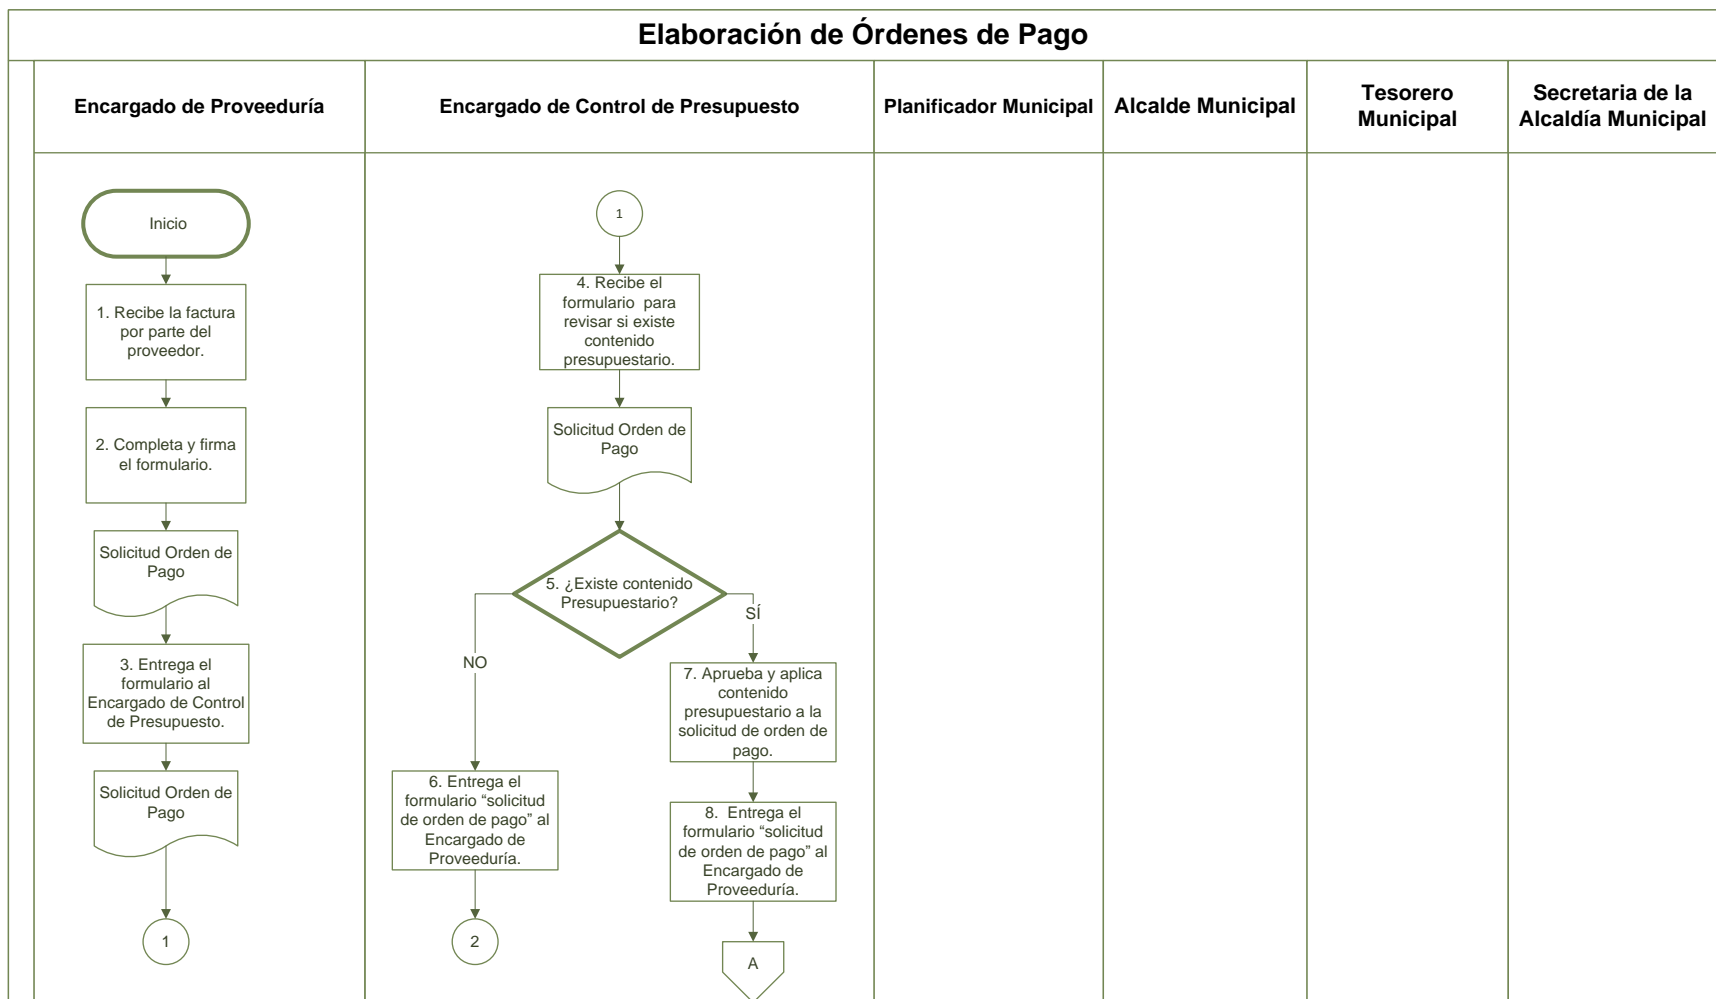 Elaboración de Órdenes de Pago
Encargado de Proveeduría
Encargado de Control de Presupuesto
Planificador Municipal
Alcalde Municipal
Tesorero
Municipal
Secretaria de la
Alcaldía Municipal
Inicio
1. Recibe la factura
por parte del
proveedor.
2. Completa y firma
el formulario.
Solicitud Orden de
Pago
3. Entrega el
formulario al
Encargado de Control
de Presupuesto.
Solicitud Orden de
Pago
1
1
4. Recibe el
formulario para
revisar si existe
contenido
presupuestario.
Solicitud Orden de
Pago
5. ¿Existe contenido
Presupuestario?
NO
SÍ
6. Entrega el
formulario “solicitud
de orden de pago” al
Encargado de
Proveeduría.
2
7. Aprueba y aplica
contenido
presupuestario a la
solicitud de orden de
pago.
8. Entrega el
formulario “solicitud
de orden de pago” al
Encargado de
Proveeduría.
A